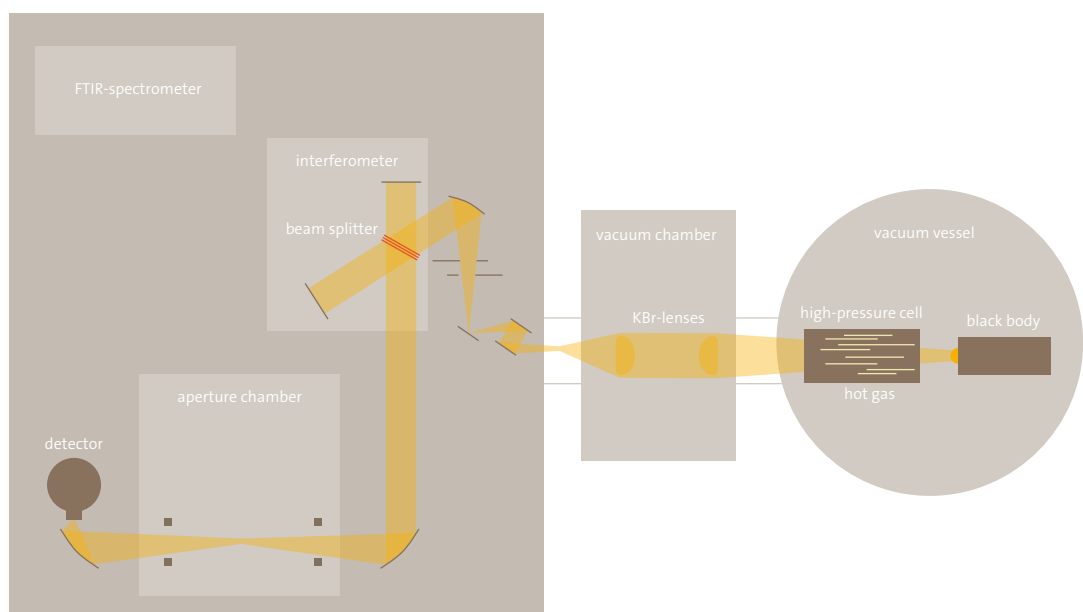 FTIR-spectrometer
interferometer
beam splitter
vacuum chamber
KBr-lenses
vacuum vessel
high-pressure cell
black body
hot gas
aperture chamber
detector